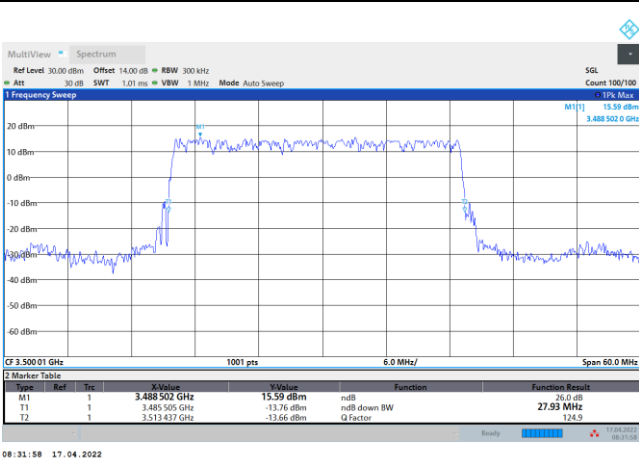 MultiView Spectrum
Ref Level 30.00 dBm Offset 14.00 dB RBW 300 kHz SGL
Att 30 dB SWT 1.01 ms VBW 1 MHz Mode Auto Sweep Count 100/100
1 Frequency Sweep 1Pk Max
M1[1] 15.59 dBm
3.488 502 0 GHz
M1
20 dBm
10 dBm
0 dBm
-10 dBm
-20 dBm
-30 dBm
-40 dBm
-50 dBm
-60 dBm
CF 3.500 01 GHz 1001 pts 6.0 MHz/ Span 60.0 MHz
2 Marker Table
Type Ref Trc X-Value Y-Value Function Function Result
M1 1 3.488 502 GHz 15.59 dBm ndB 26.0 dB
T1 1 3.485 505 GHz -13.76 dBm ndB down BW 27.93 MHz
T2 1 3.513 437 GHz -13.66 dBm Q Factor 124.9
Ready 17.04.2022
08:31:58
08:31:58 17.04.2022